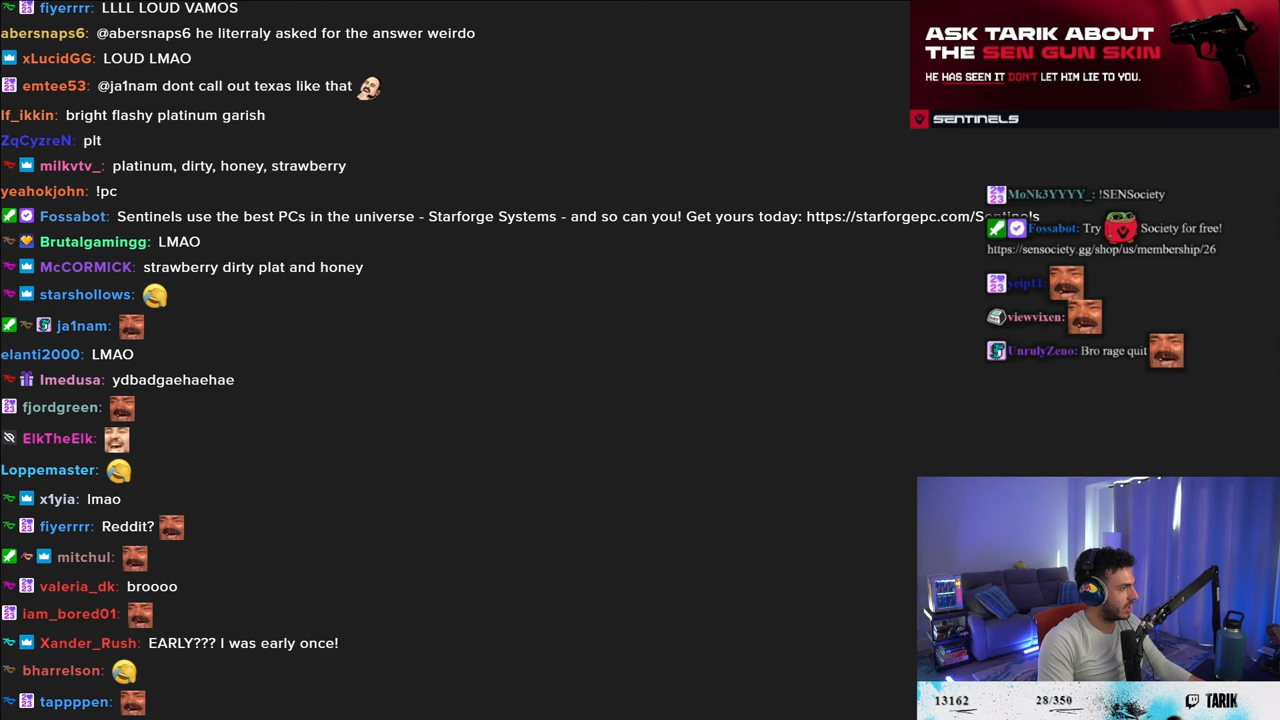 fiyerrrr: LLLL LOUD VAMOS
abersnaps6: @abersnaps6 he literraly asked for the answer weirdo
xLucidGG: LOUD LMAO
emtee53: @ja1nam dont call out texas like that
lf_ikkin: bright flashy platinum garish
ZqCyzreN: plt
milkvtv_: platinum, dirty, honey, strawberry
yeahokjohn: !pc
Fossabot: Sentinels use the best PCs in the universe - Starforge Systems - and so can you! Get yours today: https://starforgepc.com/Sentinels
Brutalgamingg: LMAO
McCORMICK: strawberry dirty plat and honey
starshollows:
ja1nam:
elanti2000: LMAO
Imedusa: ydbadgaehaehae
fjordgreen:
ElkTheElk:
Loppemaster:
x1yia: lmao
fiyerrrr: Reddit?
mitchul:
valeria_dk: broooo
iam_bored01:
Xander_Rush: EARLY??? I was early once!
bharrelson:
tappppen:
ASK TARIK ABOUT
THE SEN GUN SKIN
HE HAS SEEN IT DON'T LET HIM LIE TO YOU.
SENTINELS
MoNk3YYYY_: !SENSociety
Fossabot: Try Society for free!
https://sensociety.gg/shop/us/membership/26
yeip11:
viewvixen:
UnrulyZeno: Bro rage quit
13162
28/350
TARIK